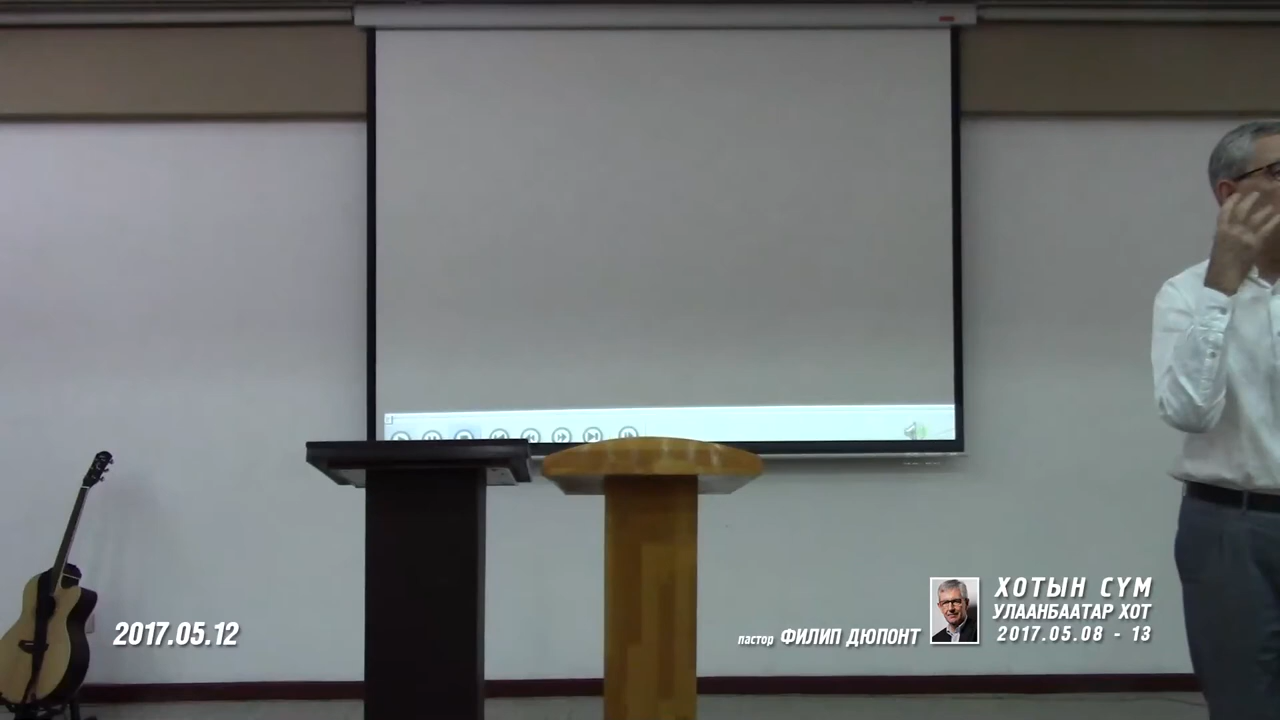 2017.05.12
пастор ФИЛИП ДЮПОНТ
ХОТЫН СҮМ
УЛААНБААТАР ХОТ
2017.05.08 - 13